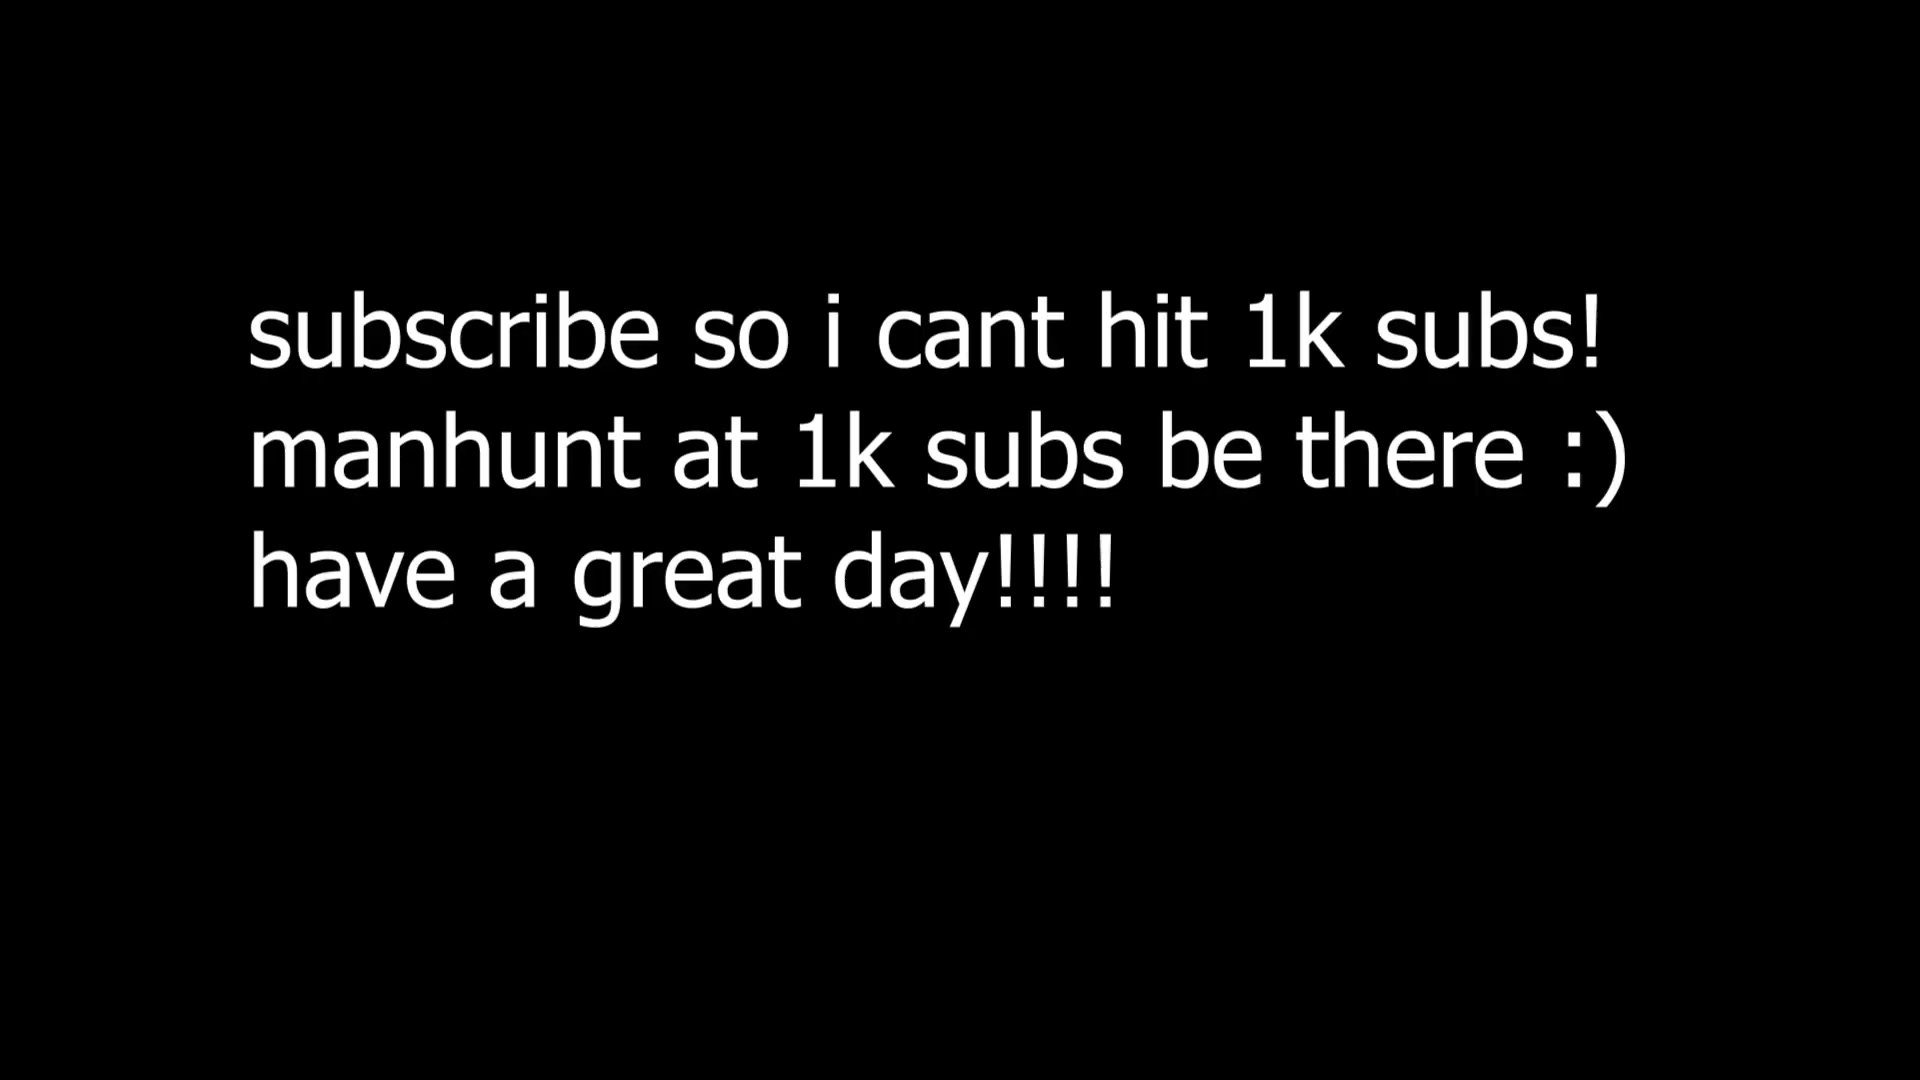 subscribe so i cant hit 1k subs!
manhunt at 1k subs be there :)
have a great day!!!!